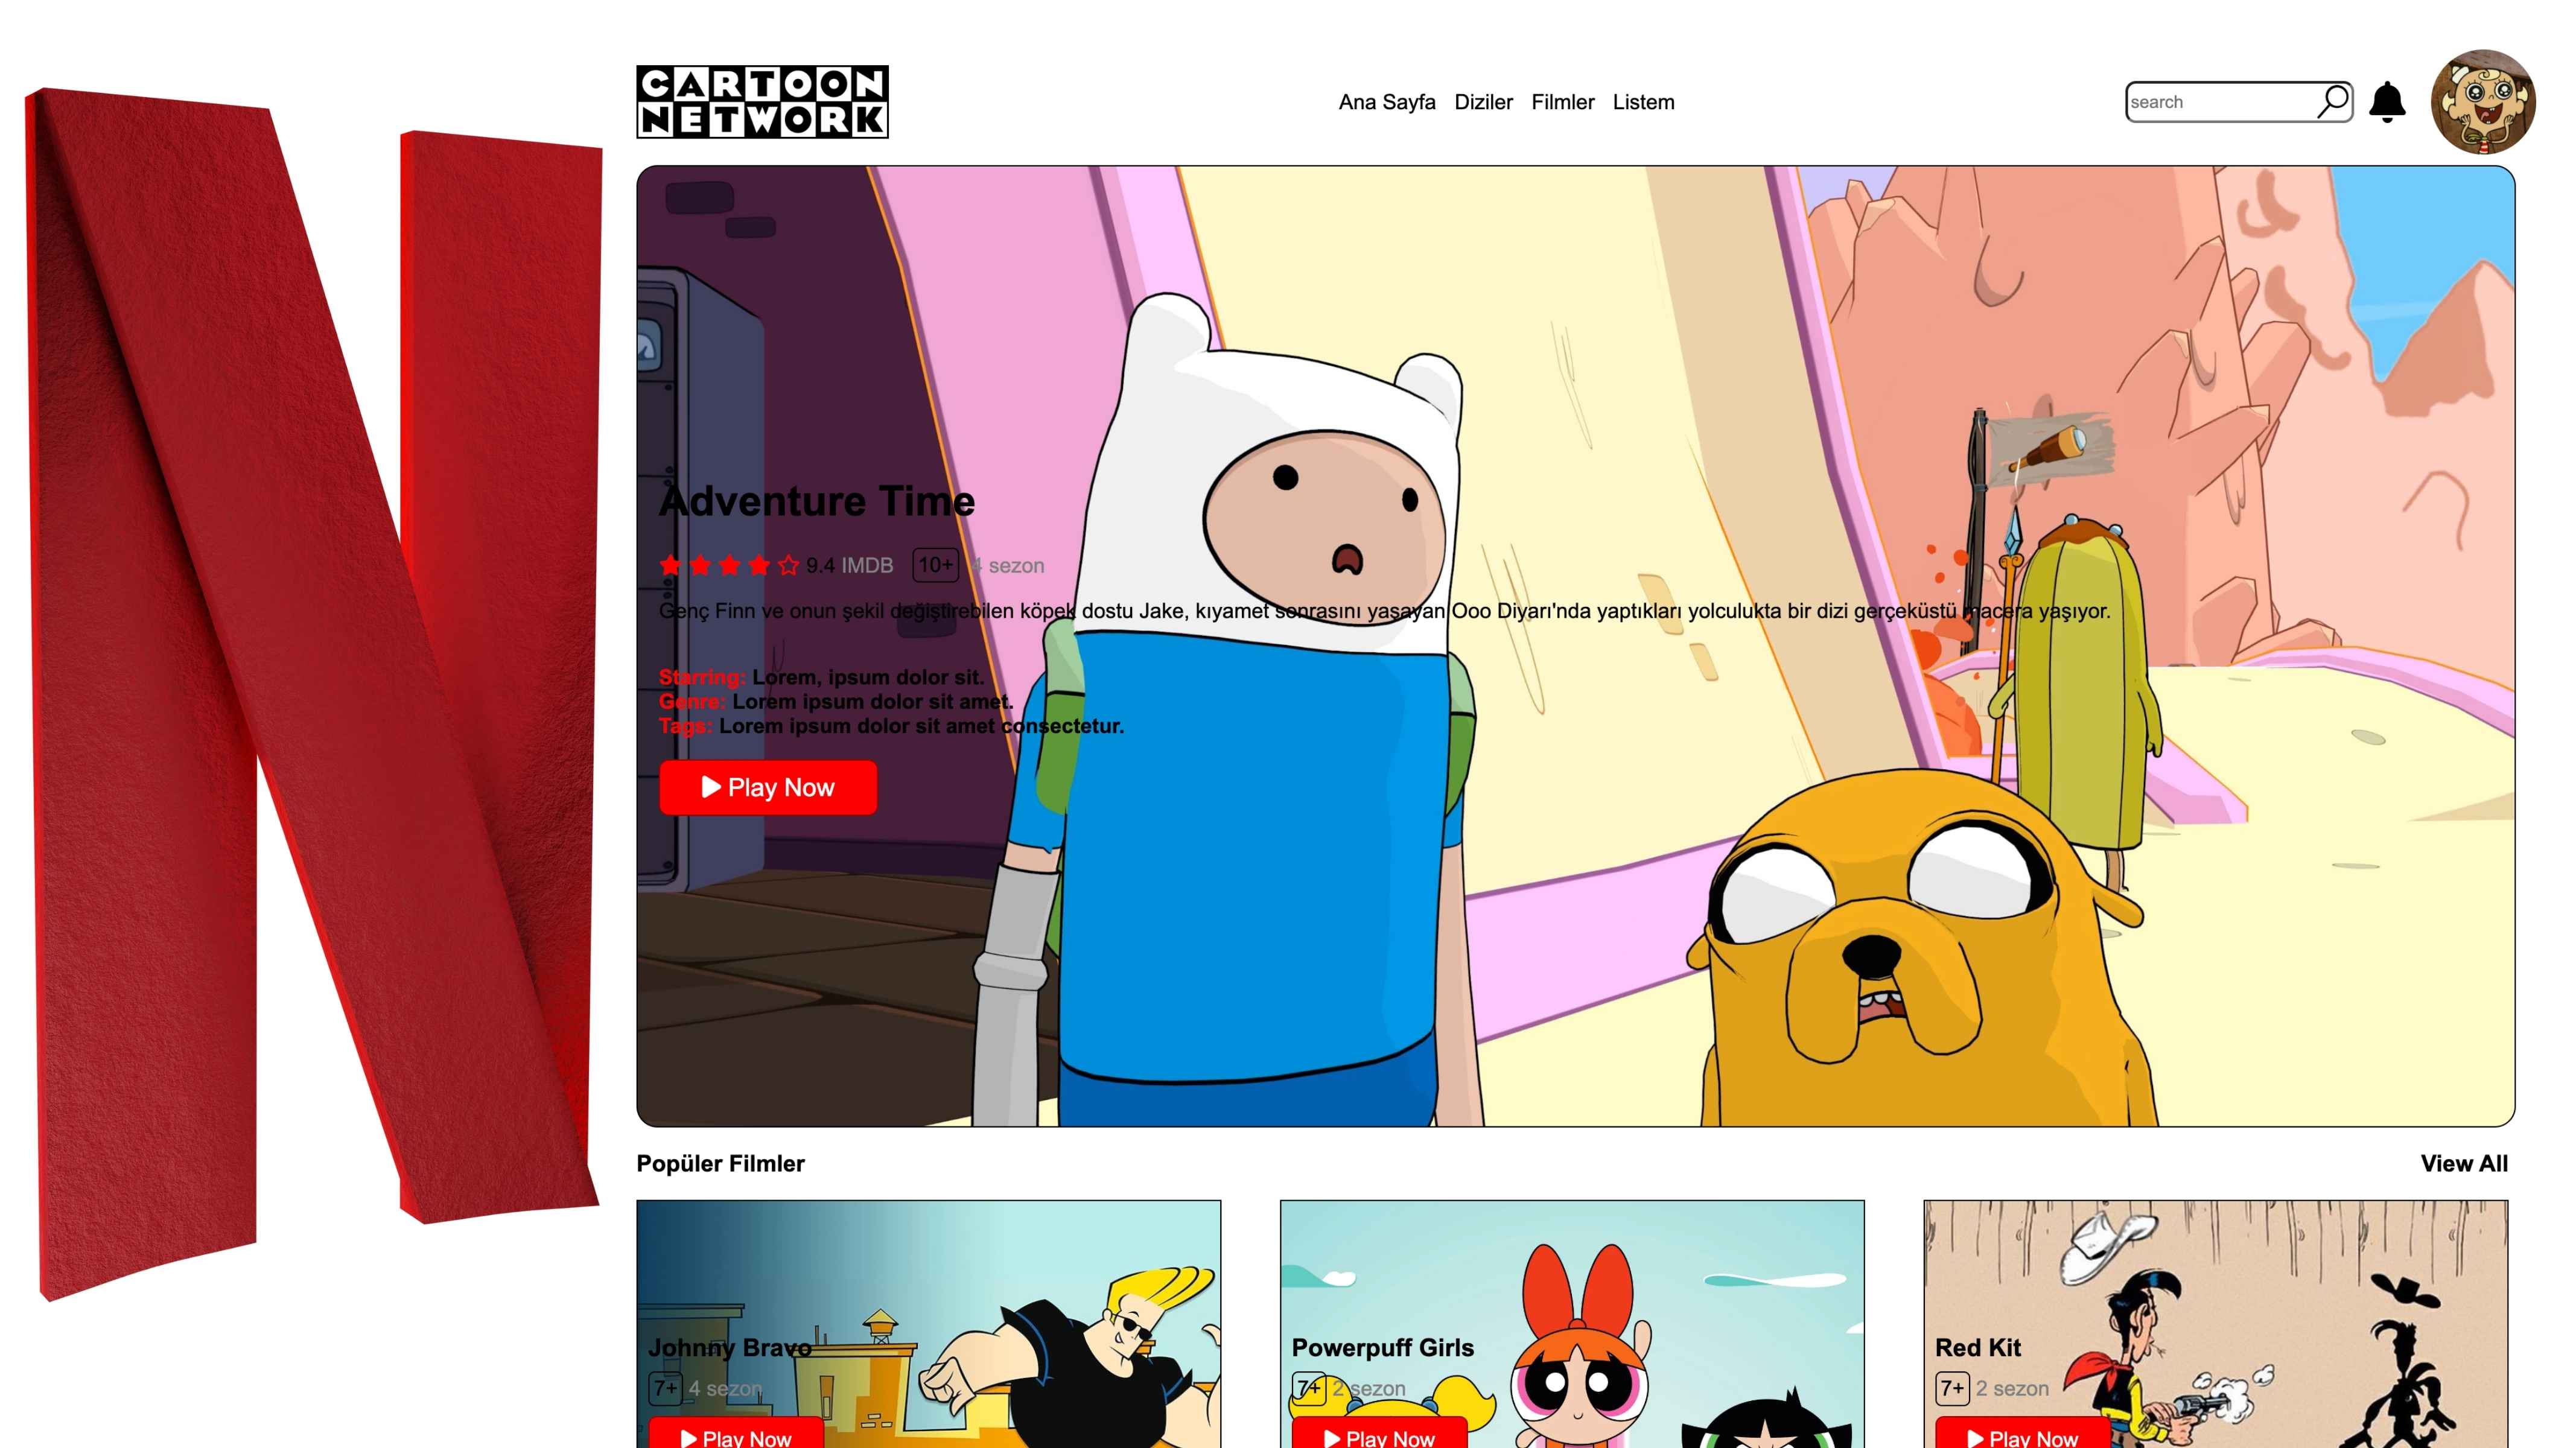 CARTOON
NETWORK
Ana Sayfa Diziler Filmler Listem
search
Adventure Time
9.4 IMDB 10+ 4 sezon
Genç Finn ve onun şekil değiştirebilen köpek dostu Jake, kıyamet sonrasını yaşayan Ooo Diyarı'nda yaptıkları yolculukta bir dizi gerçeküstü macera yaşıyor.
Starring: Lorem, ipsum dolor sit.
Genre: Lorem ipsum dolor sit amet.
Tags: Lorem ipsum dolor sit amet consectetur.
Play Now
Popüler Filmler View All
Johnny Bravo
7+ 4 sezon
Play Now
Powerpuff Girls
7+ 2 sezon
Play Now
Red Kit
7+ 2 sezon
Play Now